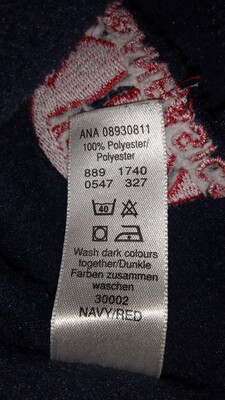 ANA 08930811
100% Polyester/
Polyester
889 1740
0547 327
40
Wash dark colours
together/Dunkle
Farben zusammen
waschen
30002
NAVY/RED